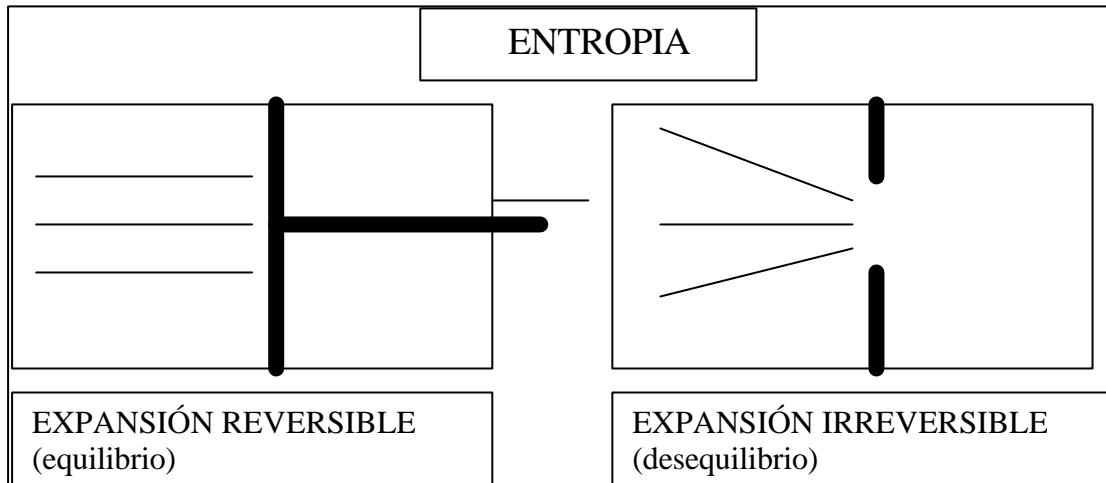 ENTROPIA
EXPANSIÓN REVERSIBLE
(equilibrio)
EXPANSIÓN IRREVERSIBLE
(desequilibrio)